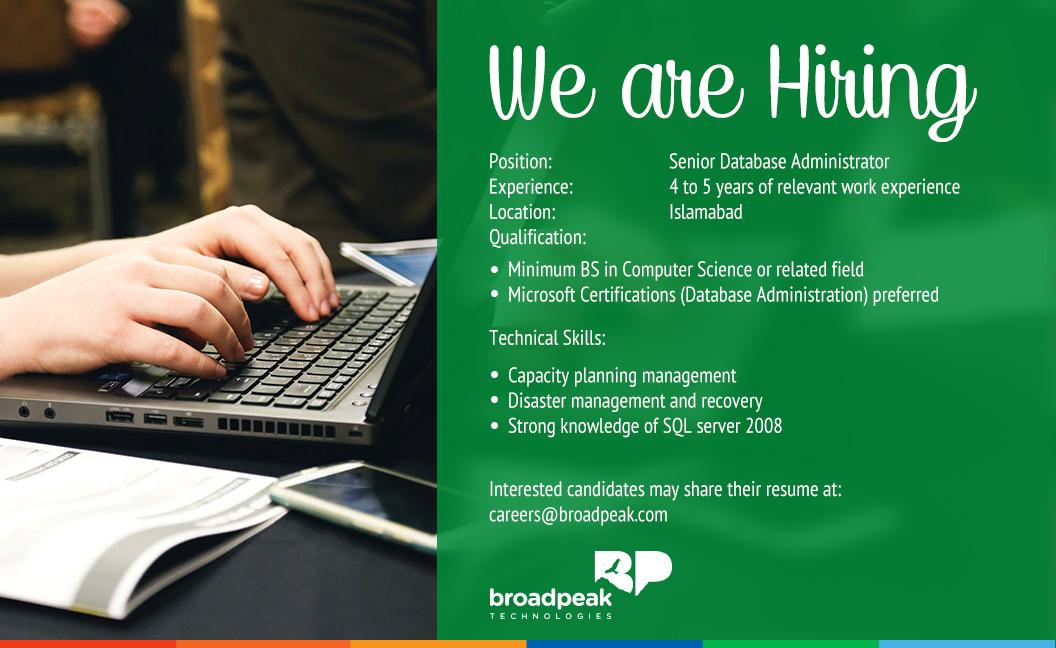 We are Hiring
Position: Senior Database Administrator
Experience: 4 to 5 years of relevant work experience
Location: Islamabad
Qualification:
• Minimum BS in Computer Science or related field
• Microsoft Certifications (Database Administration) preferred
Technical Skills:
• Capacity planning management
• Disaster management and recovery
• Strong knowledge of SQL server 2008
Interested candidates may share their resume at:
careers@broadpeak.com
BP
broadpeak
TECHNOLOGIES